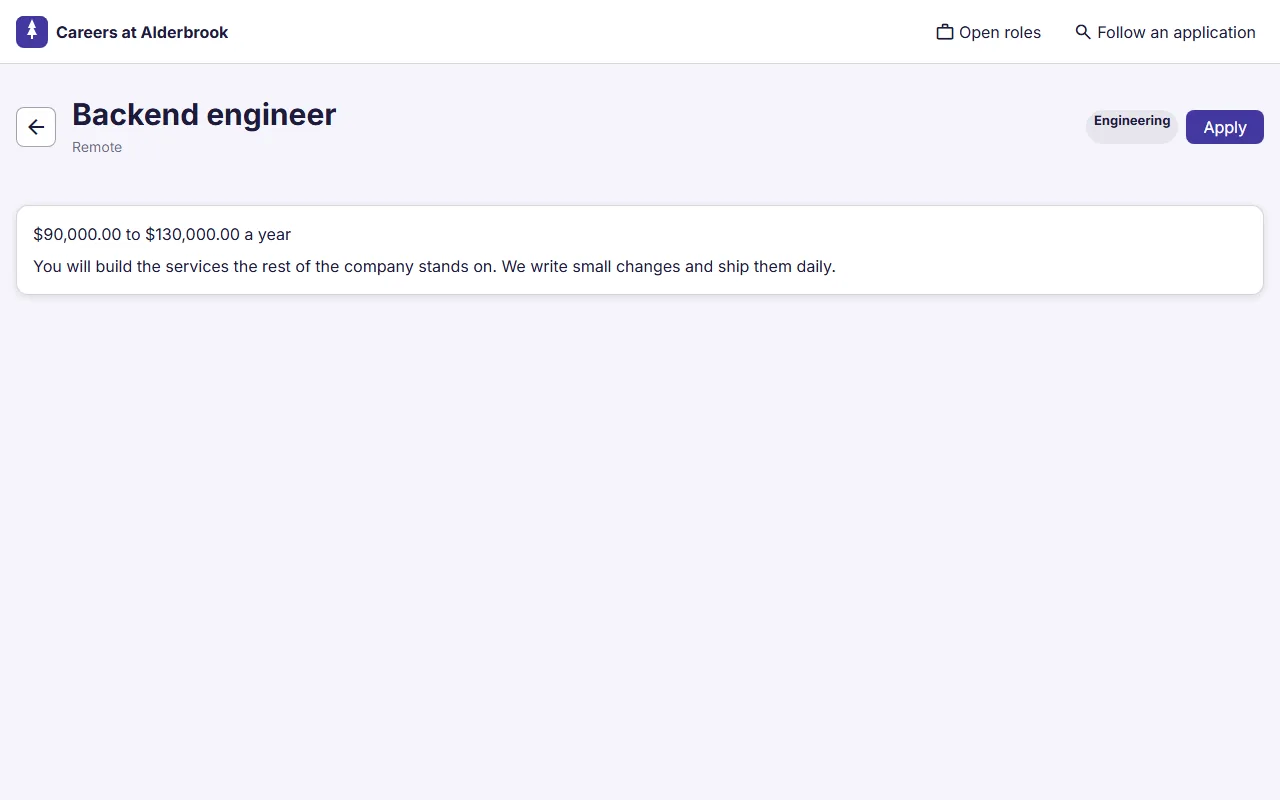 Careers at Alderbrook
Open roles
Follow an application
Backend engineer
Remote
Engineering
Apply
$90,000.00 to $130,000.00 a year
You will build the services the rest of the company stands on. We write small changes and ship them daily.